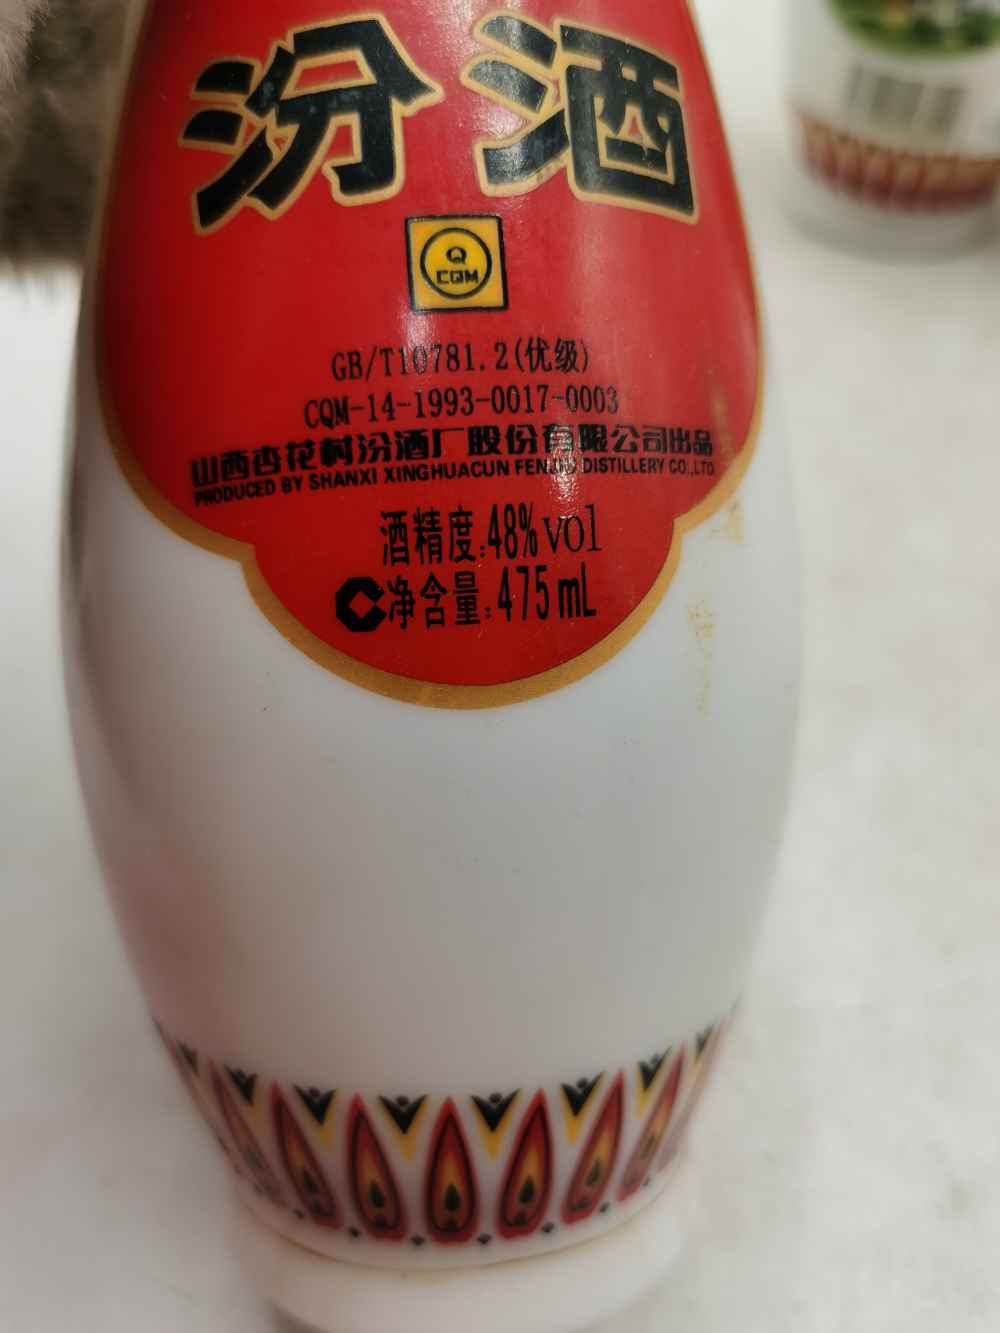 汾酒
Q
CQM
GB/T10781.2(优级)
CQM-14-1993-0017-0003
山西杏花村汾酒厂股份有限公司出品
PRODUCED BY SHANXI XINGHUACUN FENJIU DISTILLERY CO.,LTD.
酒精度:48%vol
C净含量:475mL